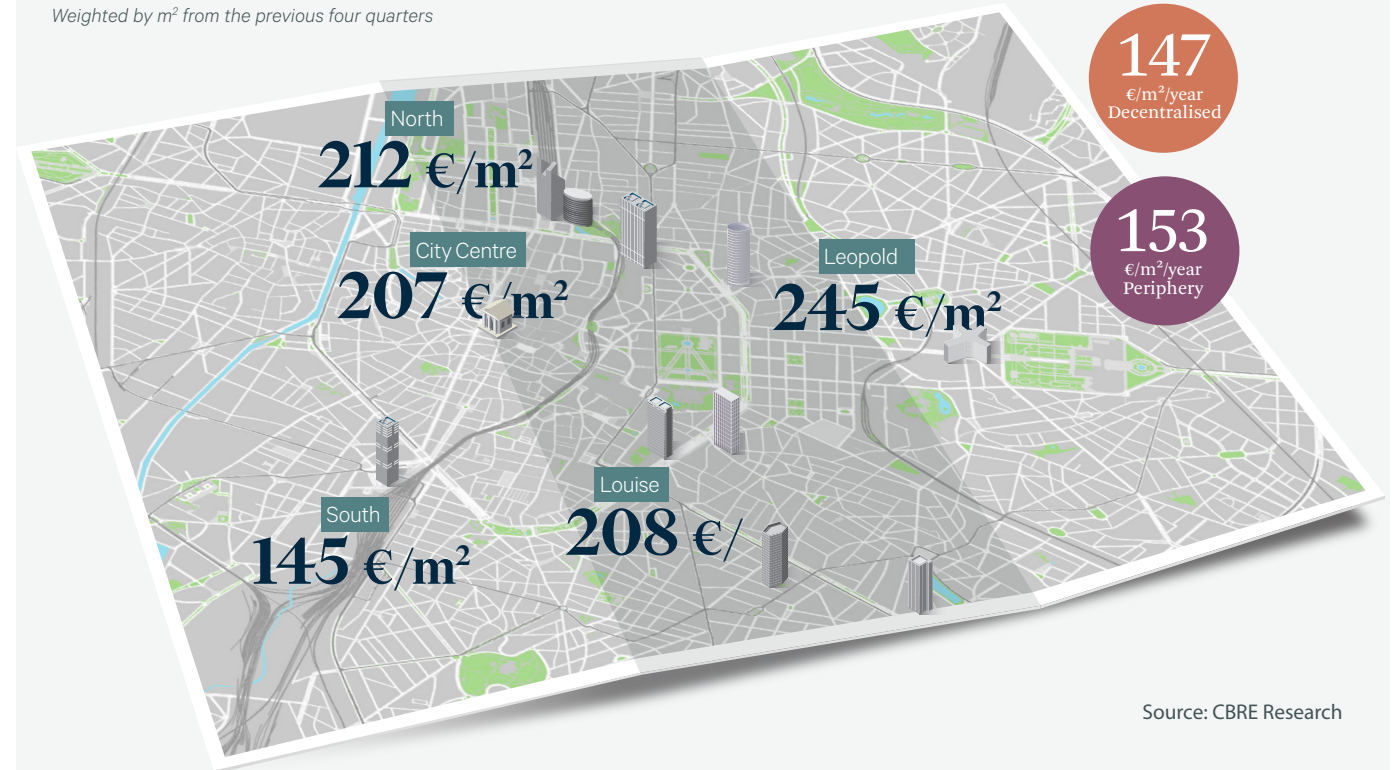 Weighted by m² from the previous four quarters
147
€/m²/year
Decentralised
North
212 €/m²
153
€/m²/year
Periphery
City Centre
207 €/m²
Leopold
245 €/m²
Louise
208 €/
South
145 €/m²
Source: CBRE Research